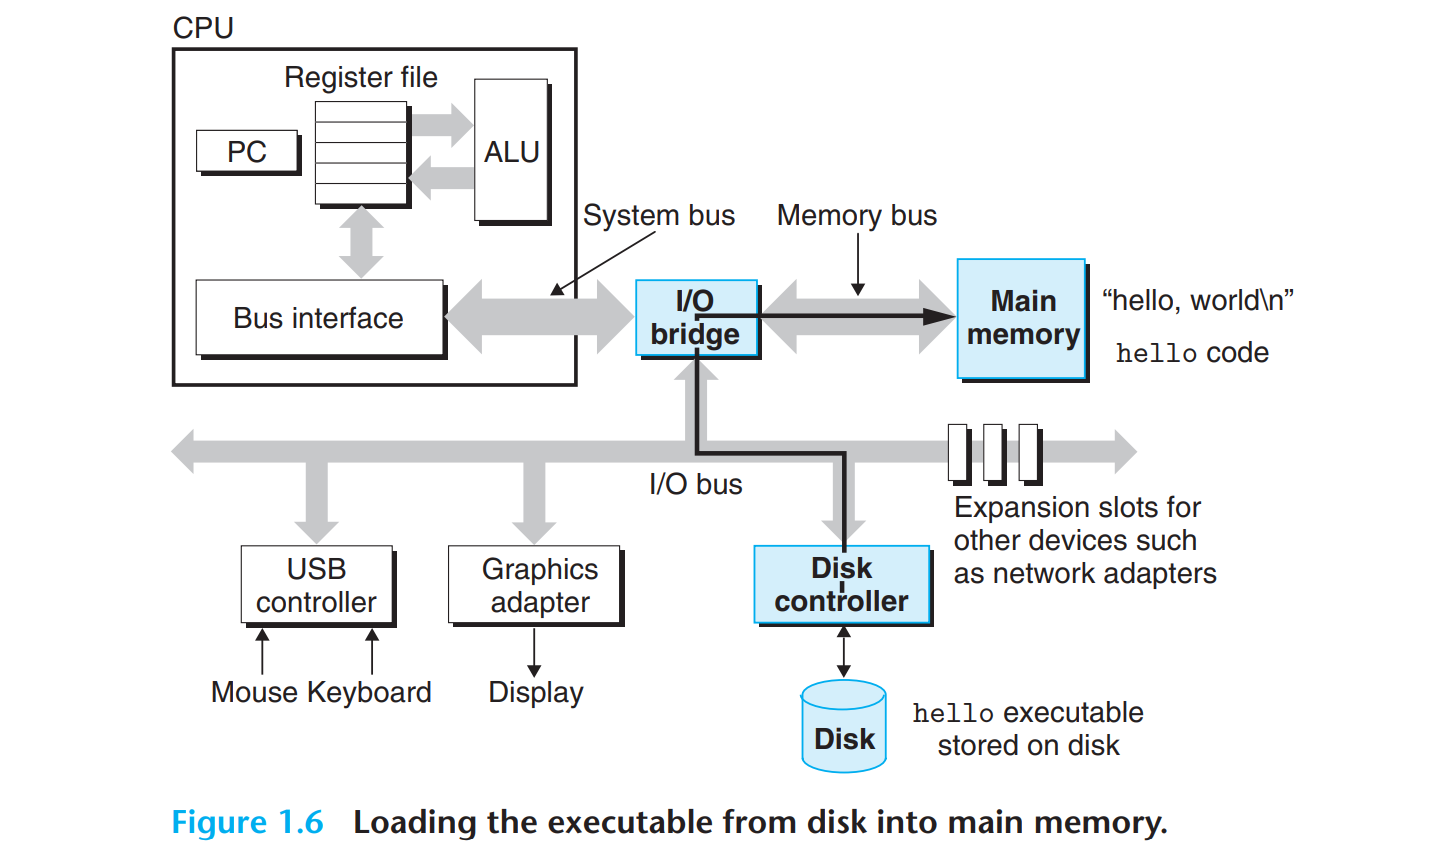 CPU
Register file
PC
ALU
System bus
Memory bus
Bus interface
I/O
bridge
Main
memory
“hello, world\n”
hello code
I/O bus
Expansion slots for
other devices such
as network adapters
USB
controller
Graphics
adapter
Disk
controller
Mouse Keyboard
Display
Disk
hello executable
stored on disk
Figure 1.6 Loading the executable from disk into main memory.